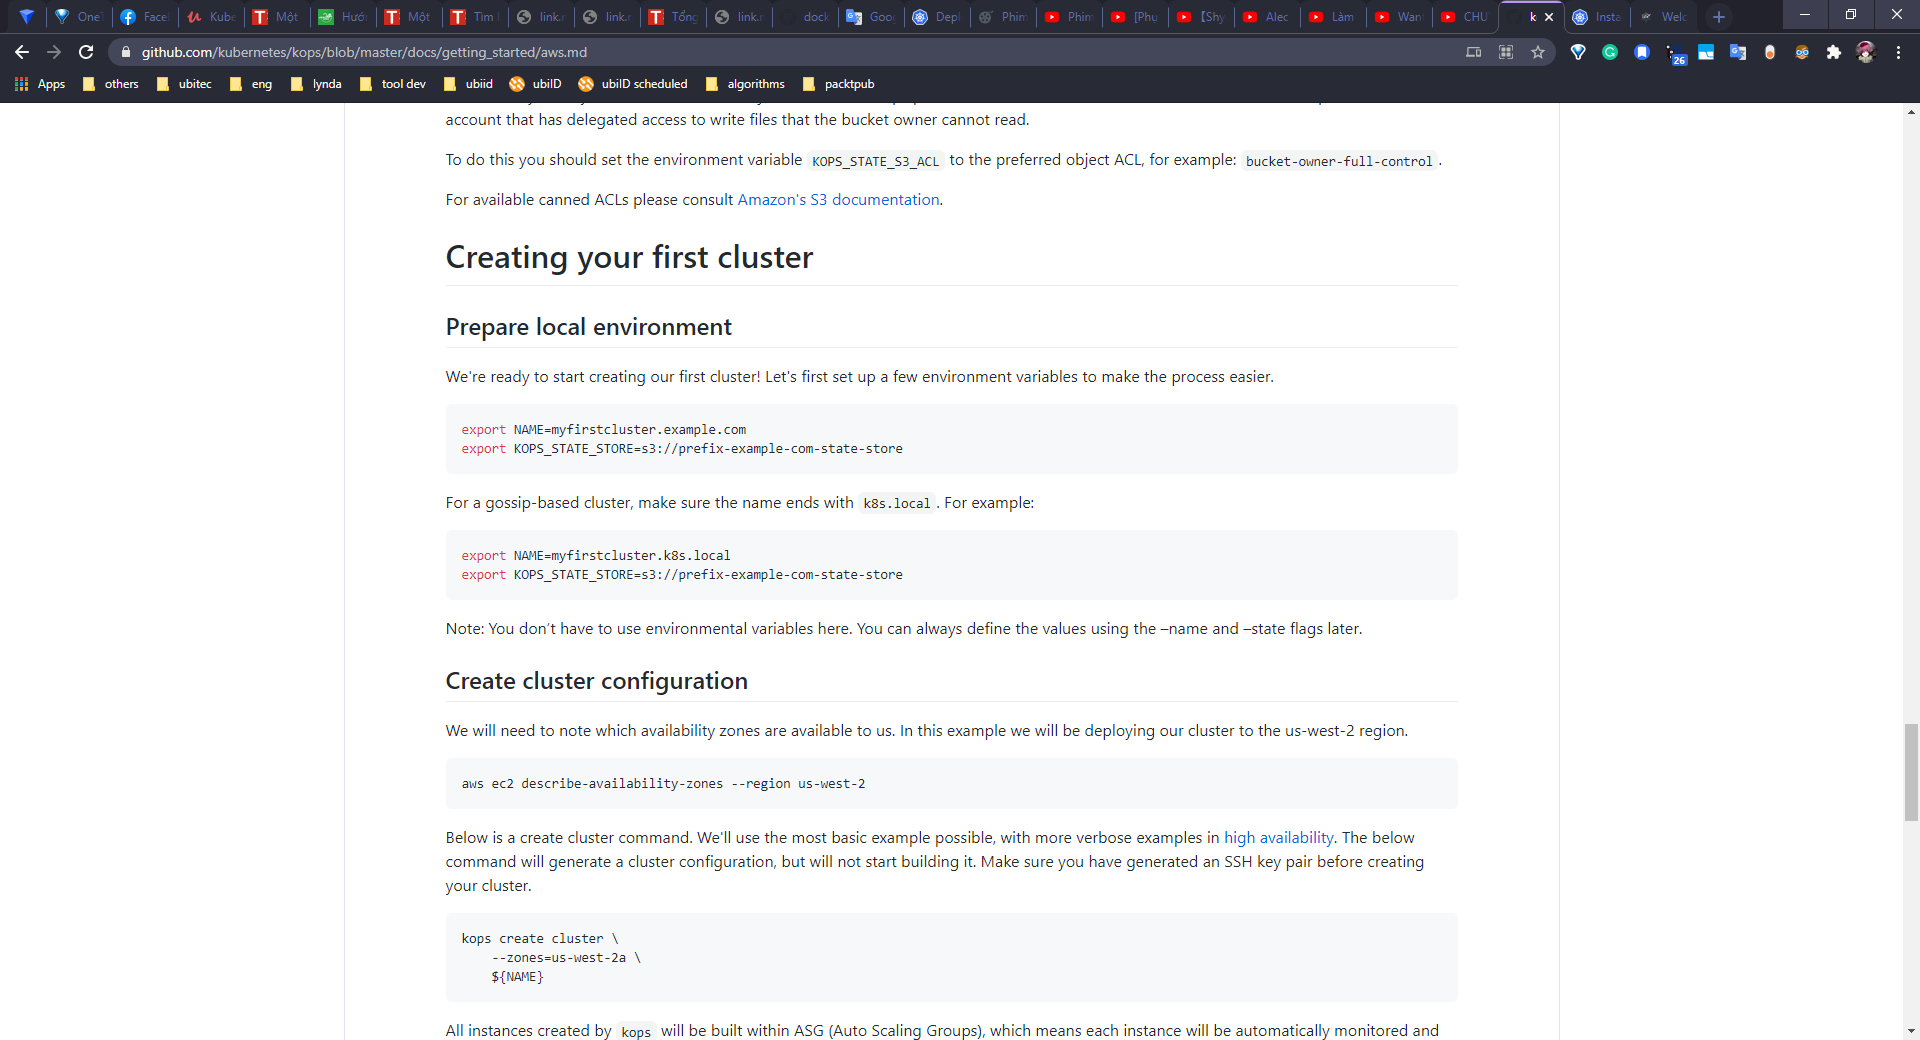 OneT
Facel
Kube
Một
Hướ
Một
Tìm
link.r
link.r
Tổng
link.r
dock
Goog
Depl
Phim
Phim
[Phụ
【Shy
Alec
Làm
Wan
CHU
k
Insta
Welc
github.com/kubernetes/kops/blob/master/docs/getting_started/aws.md
26
Apps others ubitec eng lynda tool dev ubiid ubiID ubiID scheduled algorithms packtpub
account that has delegated access to write files that the bucket owner cannot read.
To do this you should set the environment variable KOPS_STATE_S3_ACL to the preferred object ACL, for example: bucket-owner-full-control .
For available canned ACLs please consult Amazon's S3 documentation.
Creating your first cluster
Prepare local environment
We're ready to start creating our first cluster! Let's first set up a few environment variables to make the process easier.
export NAME=myfirstcluster.example.com
export KOPS_STATE_STORE=s3://prefix-example-com-state-store
For a gossip-based cluster, make sure the name ends with k8s.local . For example:
export NAME=myfirstcluster.k8s.local
export KOPS_STATE_STORE=s3://prefix-example-com-state-store
Note: You don't have to use environmental variables here. You can always define the values using the –name and –state flags later.
Create cluster configuration
We will need to note which availability zones are available to us. In this example we will be deploying our cluster to the us-west-2 region.
aws ec2 describe-availability-zones --region us-west-2
Below is a create cluster command. We'll use the most basic example possible, with more verbose examples in high availability. The below
command will generate a cluster configuration, but will not start building it. Make sure you have generated an SSH key pair before creating
your cluster.
kops create cluster \
--zones=us-west-2a \
${NAME}
All instances created by kops will be built within ASG (Auto Scaling Groups), which means each instance will be automatically monitored and